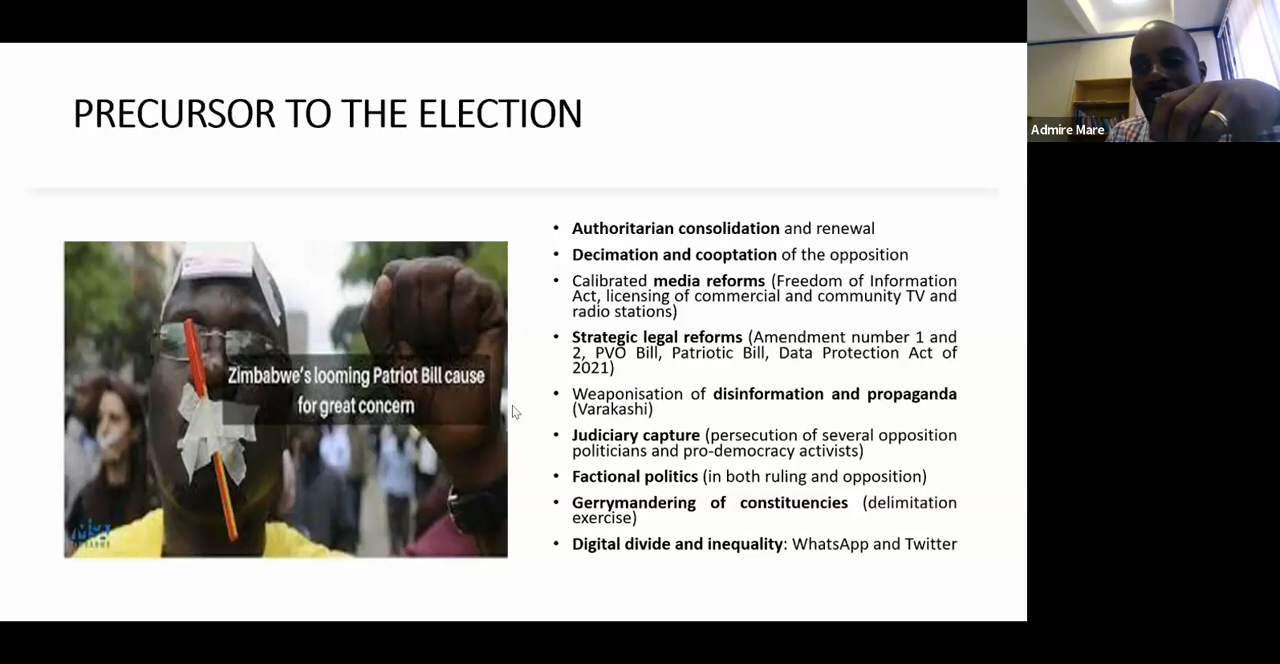 PRECURSOR TO THE ELECTION
Admire Mare
Zimbabwe's looming Patriot Bill cause
for great concern
• Authoritarian consolidation and renewal
• Decimation and cooptation of the opposition
• Calibrated media reforms (Freedom of Information
Act, licensing of commercial and community TV and
radio stations)
• Strategic legal reforms (Amendment number 1 and
2, PVO Bill, Patriotic Bill, Data Protection Act of
2021)
• Weaponisation of disinformation and propaganda
(Varakashi)
• Judiciary capture (persecution of several opposition
politicians and pro-democracy activists)
• Factional politics (in both ruling and opposition)
• Gerrymandering of constituencies (delimitation
exercise)
• Digital divide and inequality: WhatsApp and Twitter